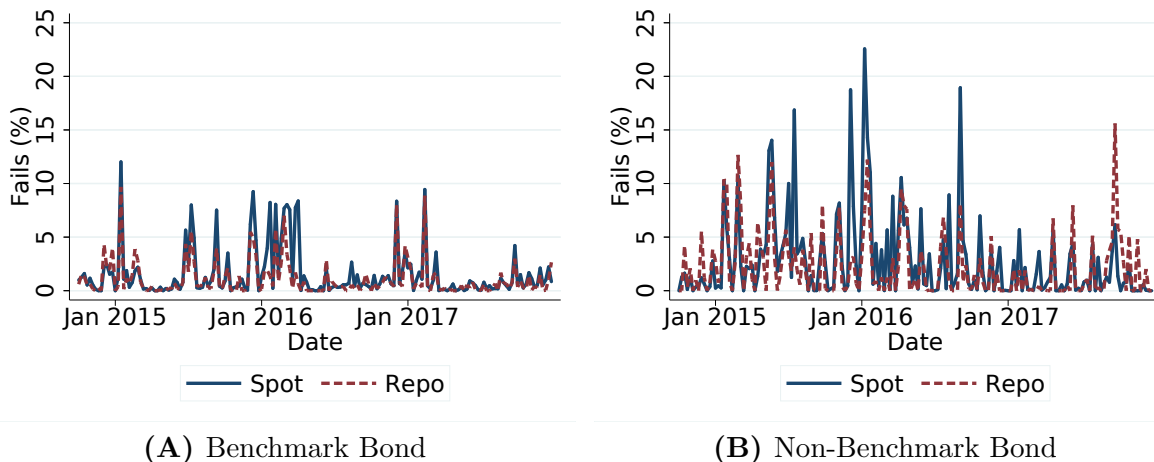 25
20
15
10
5
0
Fails (%)
Jan 2015 Jan 2016 Jan 2017
Date
Spot Repo
(A) Benchmark Bond
25
20
15
10
5
0
Fails (%)
Jan 2015 Jan 2016 Jan 2017
Date
Spot Repo
(B) Non-Benchmark Bond